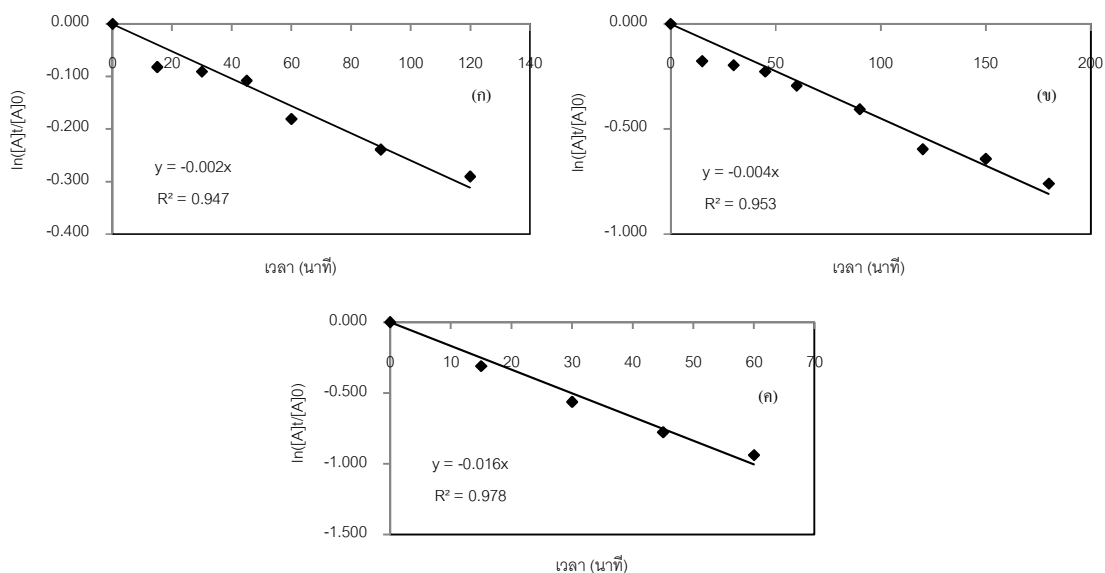 0.000
-0.100
-0.200
-0.300
-0.400
0 20 40 60 80 100 120 140
ln([A]t/[A]0)
(ก)
y = -0.002x
R² = 0.947
เวลา (นาที)
0.000
-0.500
-1.000
0 50 100 150 200
ln([A]t/[A]0)
(ข)
y = -0.004x
R² = 0.953
เวลา (นาที)
0.000
-0.500
-1.000
-1.500
0 10 20 30 40 50 60 70
ln([A]t/[A]0)
(ค)
y = -0.016x
R² = 0.978
เวลา (นาที)